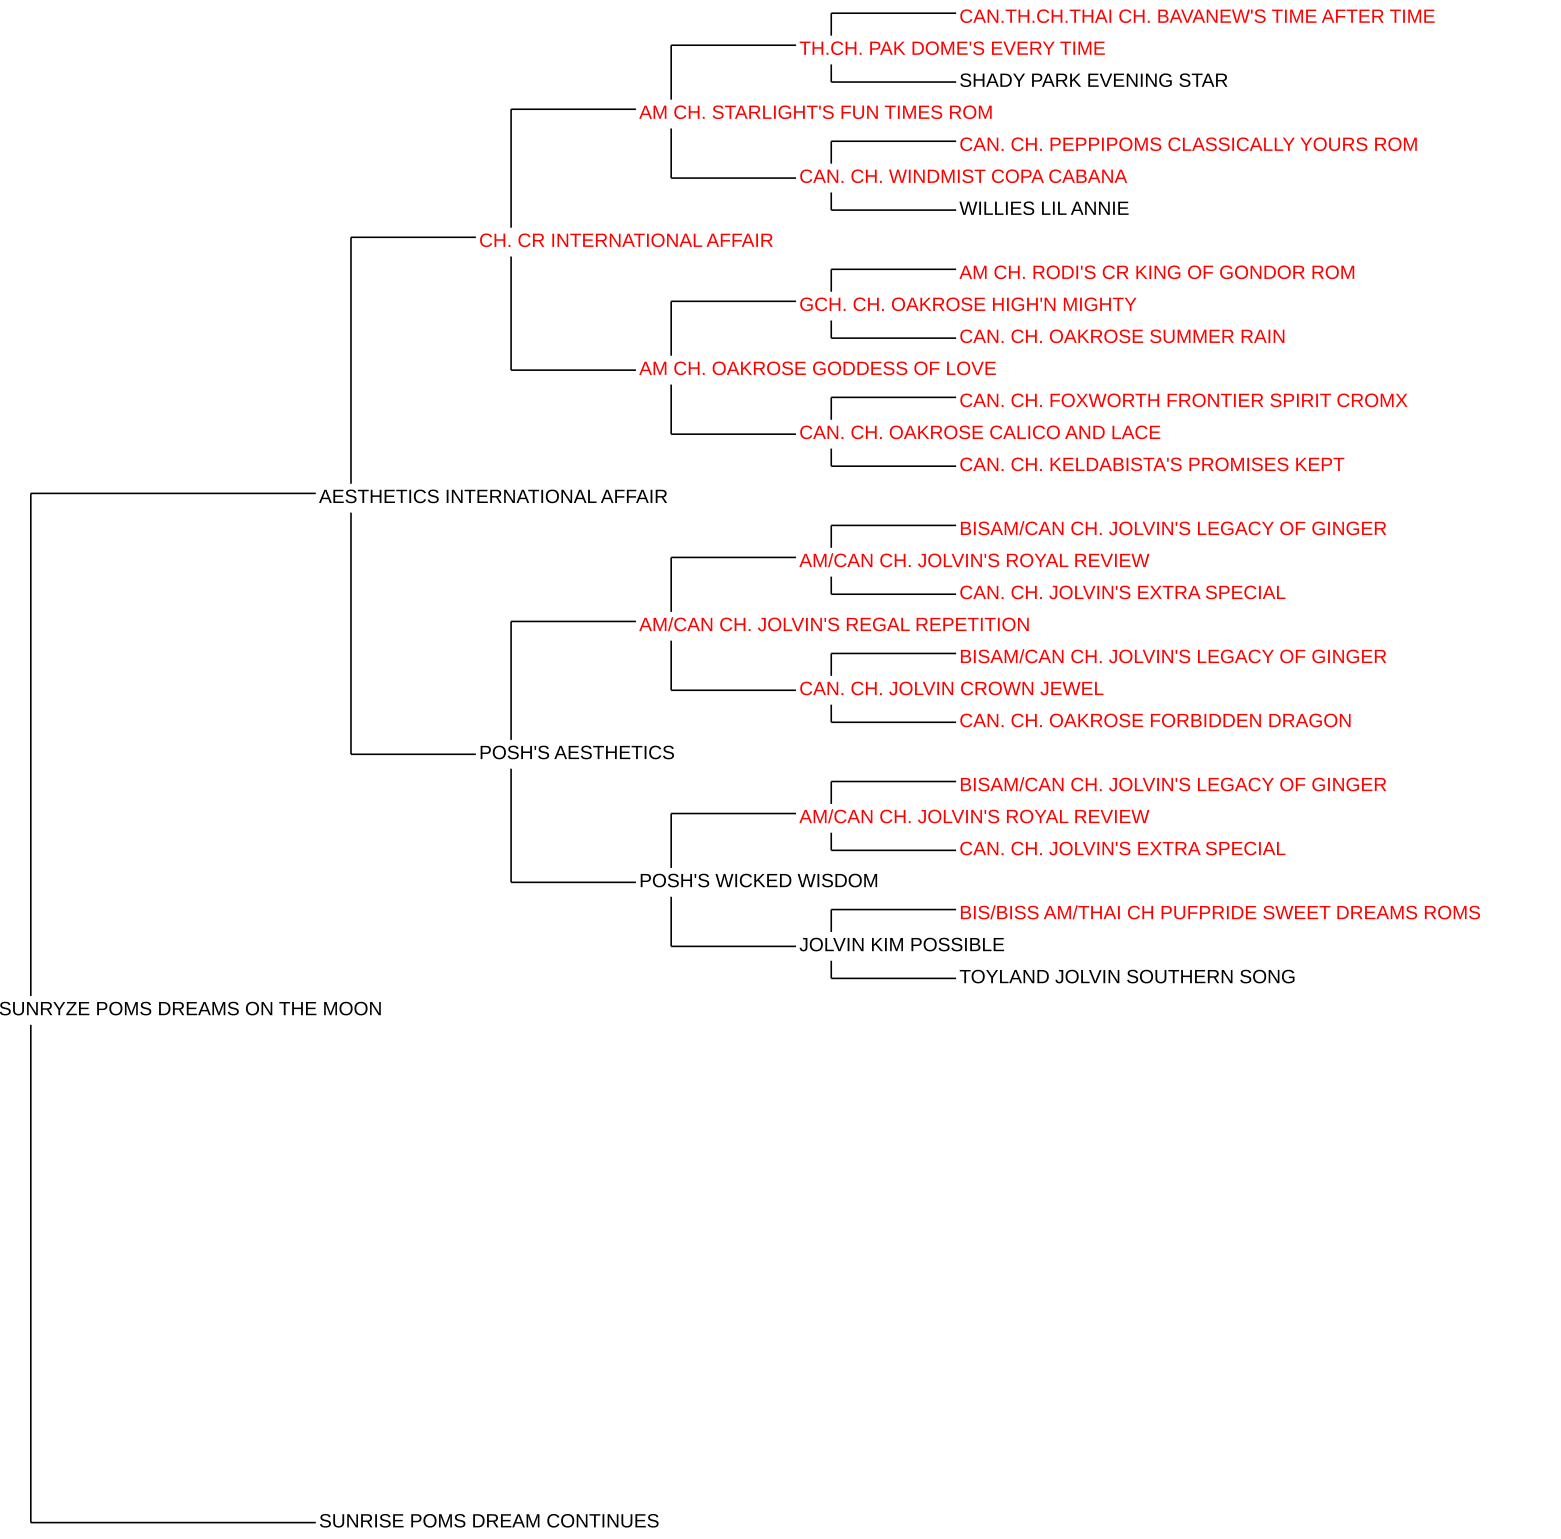 CAN.TH.CH.THAI CH. BAVANEW'S TIME AFTER TIME
TH.CH. PAK DOME'S EVERY TIME
SHADY PARK EVENING STAR
AM CH. STARLIGHT'S FUN TIMES ROM
CAN. CH. PEPPIPOMS CLASSICALLY YOURS ROM
CAN. CH. WINDMIST COPA CABANA
WILLIES LIL ANNIE
CH. CR INTERNATIONAL AFFAIR
AM CH. RODI'S CR KING OF GONDOR ROM
GCH. CH. OAKROSE HIGH'N MIGHTY
CAN. CH. OAKROSE SUMMER RAIN
AM CH. OAKROSE GODDESS OF LOVE
CAN. CH. FOXWORTH FRONTIER SPIRIT CROMX
CAN. CH. OAKROSE CALICO AND LACE
CAN. CH. KELDABISTA'S PROMISES KEPT
AESTHETICS INTERNATIONAL AFFAIR
BISAM/CAN CH. JOLVIN'S LEGACY OF GINGER
AM/CAN CH. JOLVIN'S ROYAL REVIEW
CAN. CH. JOLVIN'S EXTRA SPECIAL
AM/CAN CH. JOLVIN'S REGAL REPETITION
BISAM/CAN CH. JOLVIN'S LEGACY OF GINGER
CAN. CH. JOLVIN CROWN JEWEL
CAN. CH. OAKROSE FORBIDDEN DRAGON
POSH'S AESTHETICS
BISAM/CAN CH. JOLVIN'S LEGACY OF GINGER
AM/CAN CH. JOLVIN'S ROYAL REVIEW
CAN. CH. JOLVIN'S EXTRA SPECIAL
POSH'S WICKED WISDOM
BIS/BISS AM/THAI CH PUFPRIDE SWEET DREAMS ROMS
JOLVIN KIM POSSIBLE
TOYLAND JOLVIN SOUTHERN SONG
SUNRYZE POMS DREAMS ON THE MOON
SUNRISE POMS DREAM CONTINUES